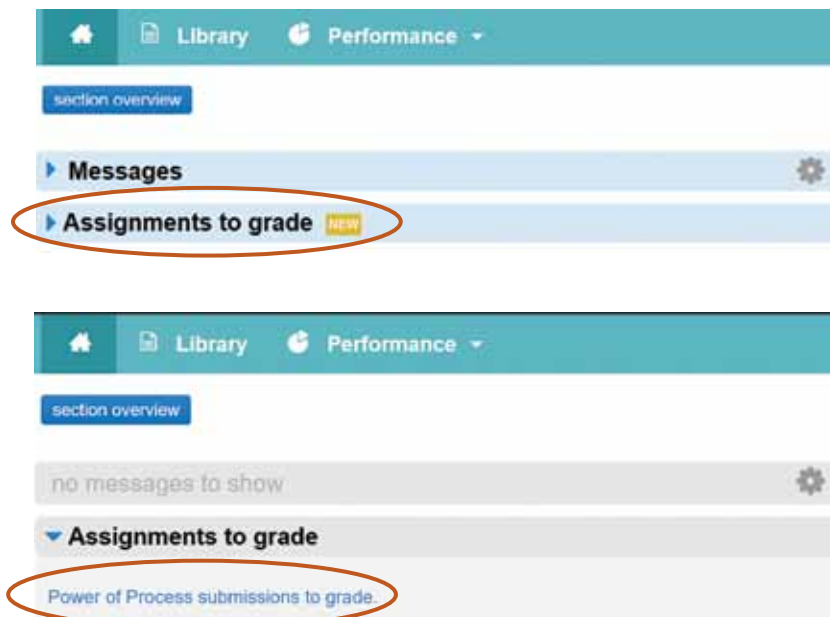 Library Performance
section overview
Messages
Assignments to grade NEW
Library Performance
section overview
no messages to show
Assignments to grade
Power of Process submissions to grade.